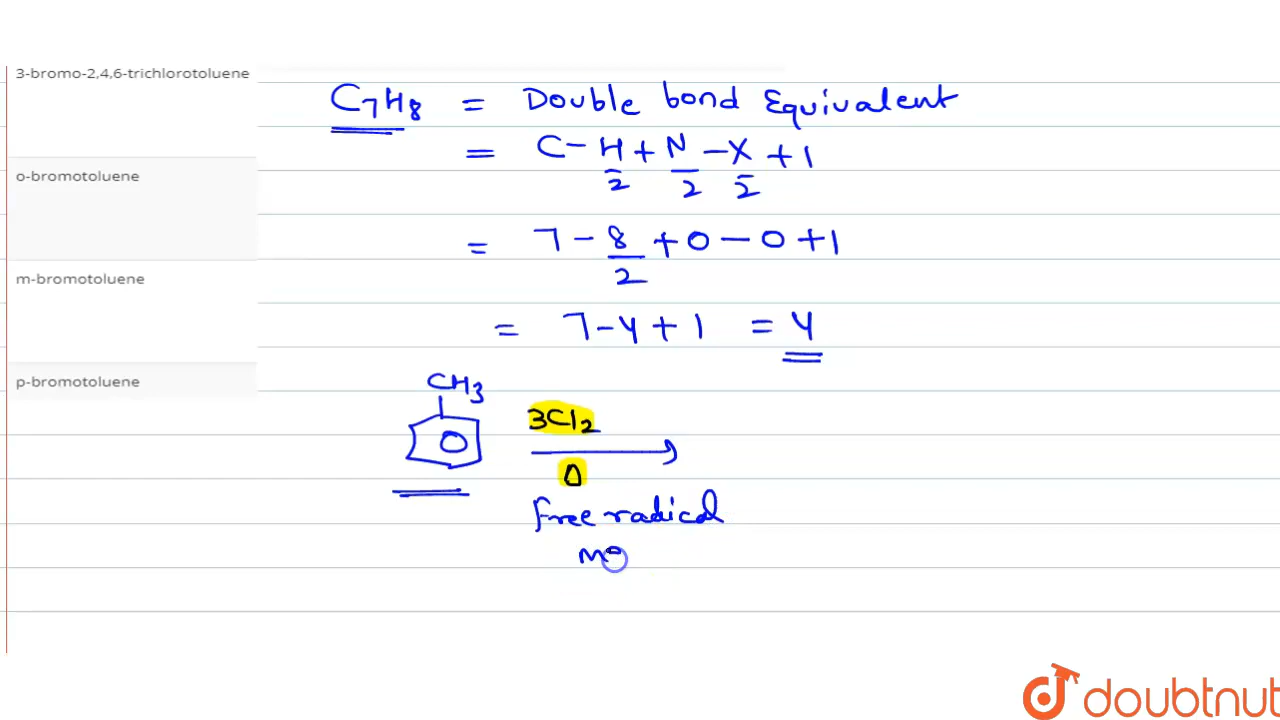 3-bromo-2,4,6-trichlorotoluene
C7H8 = Double bond Equivalent
= C - H/2 + N/2 - X/2 + 1
o-bromotoluene
= 7 - 8/2 + 0 - 0 + 1
m-bromotoluene
= 7 - 4 + 1 = 4
p-bromotoluene
CH3
3Cl2
Δ
free radical
doubtnut